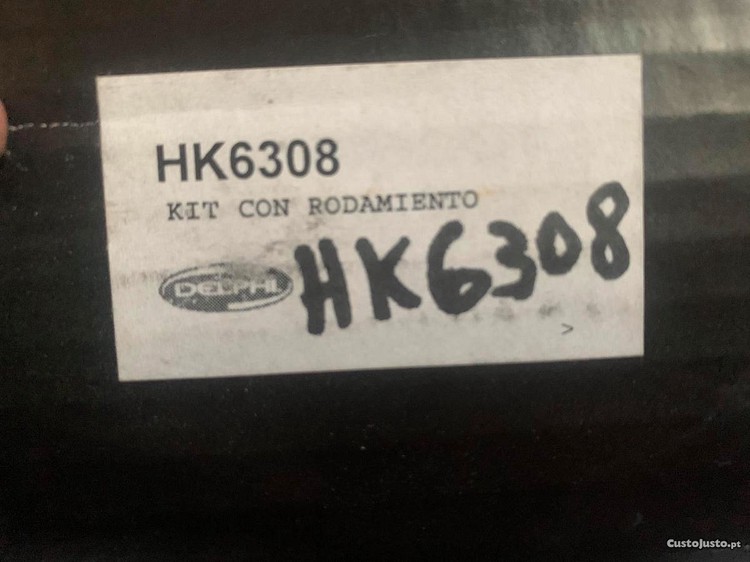 HK6308
KIT CON RODAMIENTO
DELPHI
HK6308
>
CustoJusto.pt